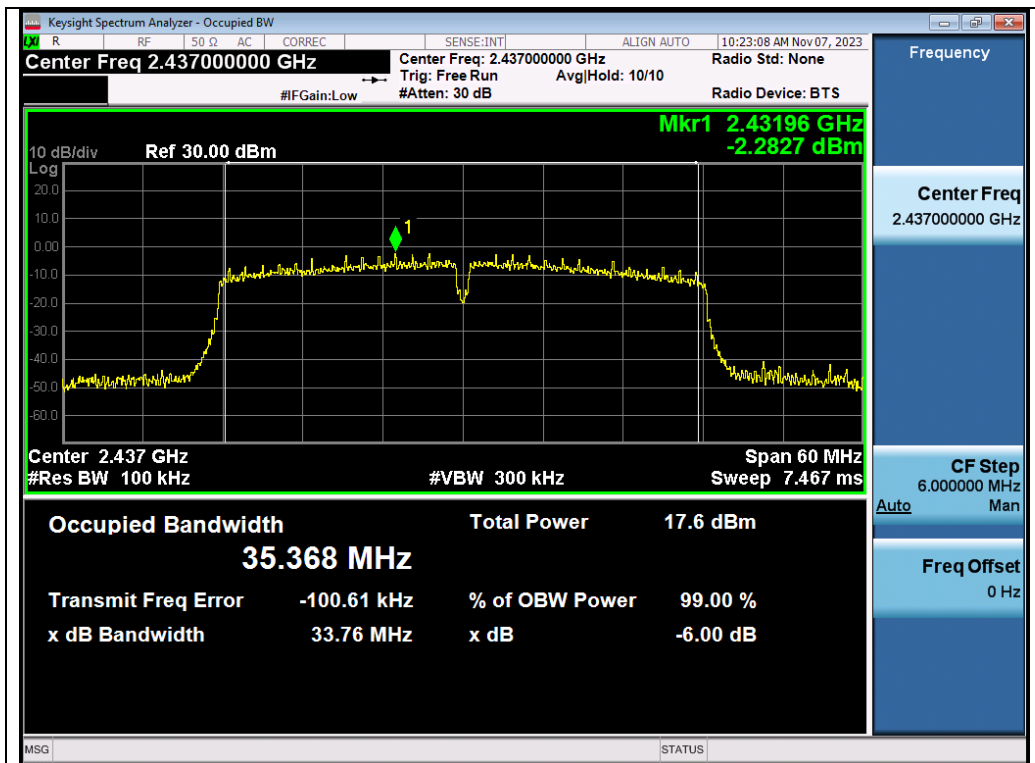 Keysight Spectrum Analyzer - Occupied BW
LXI R RF 50 Ω AC CORREC SENSE:INT ALIGN AUTO 10:23:08 AM Nov 07, 2023
Center Freq 2.437000000 GHz
#IFGain:Low
Center Freq: 2.437000000 GHz Radio Std: None
Trig: Free Run Avg|Hold: 10/10
#Atten: 30 dB Radio Device: BTS
Mkr1 2.43196 GHz
-2.2827 dBm
10 dB/div Ref 30.00 dBm
Log
20.0
10.0
0.00
-10.0
-20.0
-30.0
-40.0
-50.0
-60.0
1
Center 2.437 GHz Span 60 MHz
#Res BW 100 kHz #VBW 300 kHz Sweep 7.467 ms
Occupied Bandwidth Total Power 17.6 dBm
35.368 MHz
Transmit Freq Error -100.61 kHz % of OBW Power 99.00 %
x dB Bandwidth 33.76 MHz x dB -6.00 dB
Frequency
Center Freq
2.437000000 GHz
CF Step
6.000000 MHz
Auto Man
Freq Offset
0 Hz
MSG STATUS